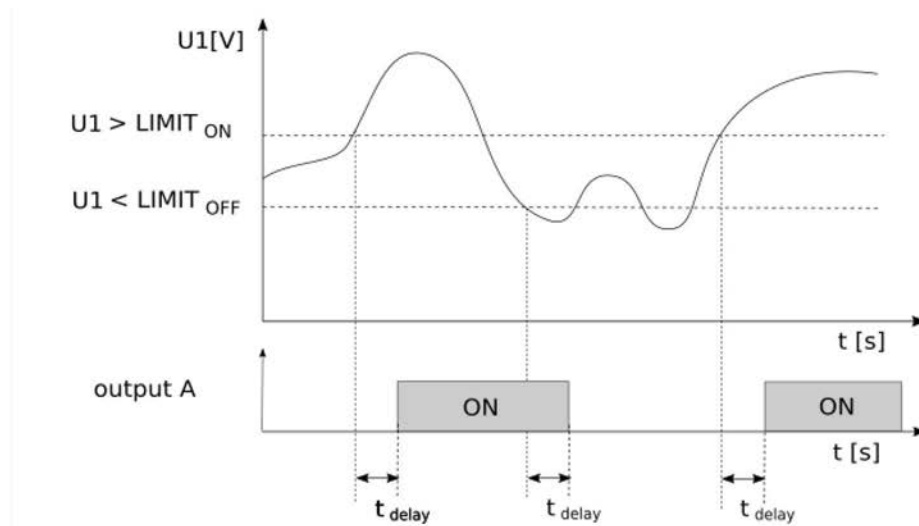 U1[V]
U1 > LIMIT ON
U1 < LIMIT OFF
t [s]
output A
ON
ON
t [s]
t delay
t delay
t delay